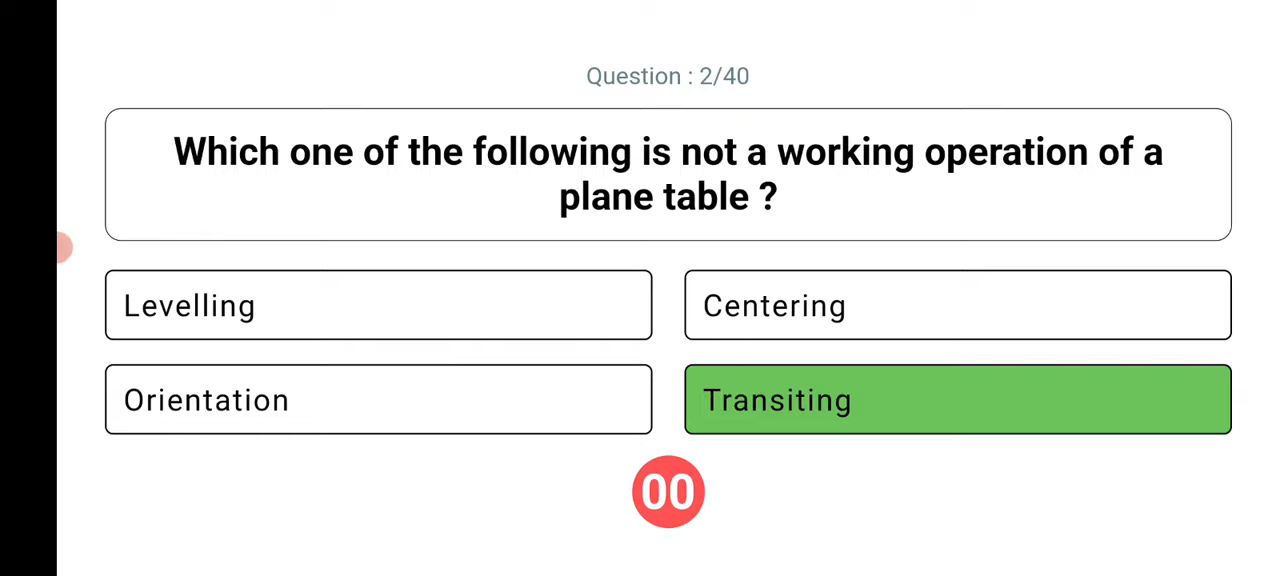 Question : 2/40
Which one of the following is not a working operation of a
plane table ?
Levelling
Centering
Orientation
Transiting
00